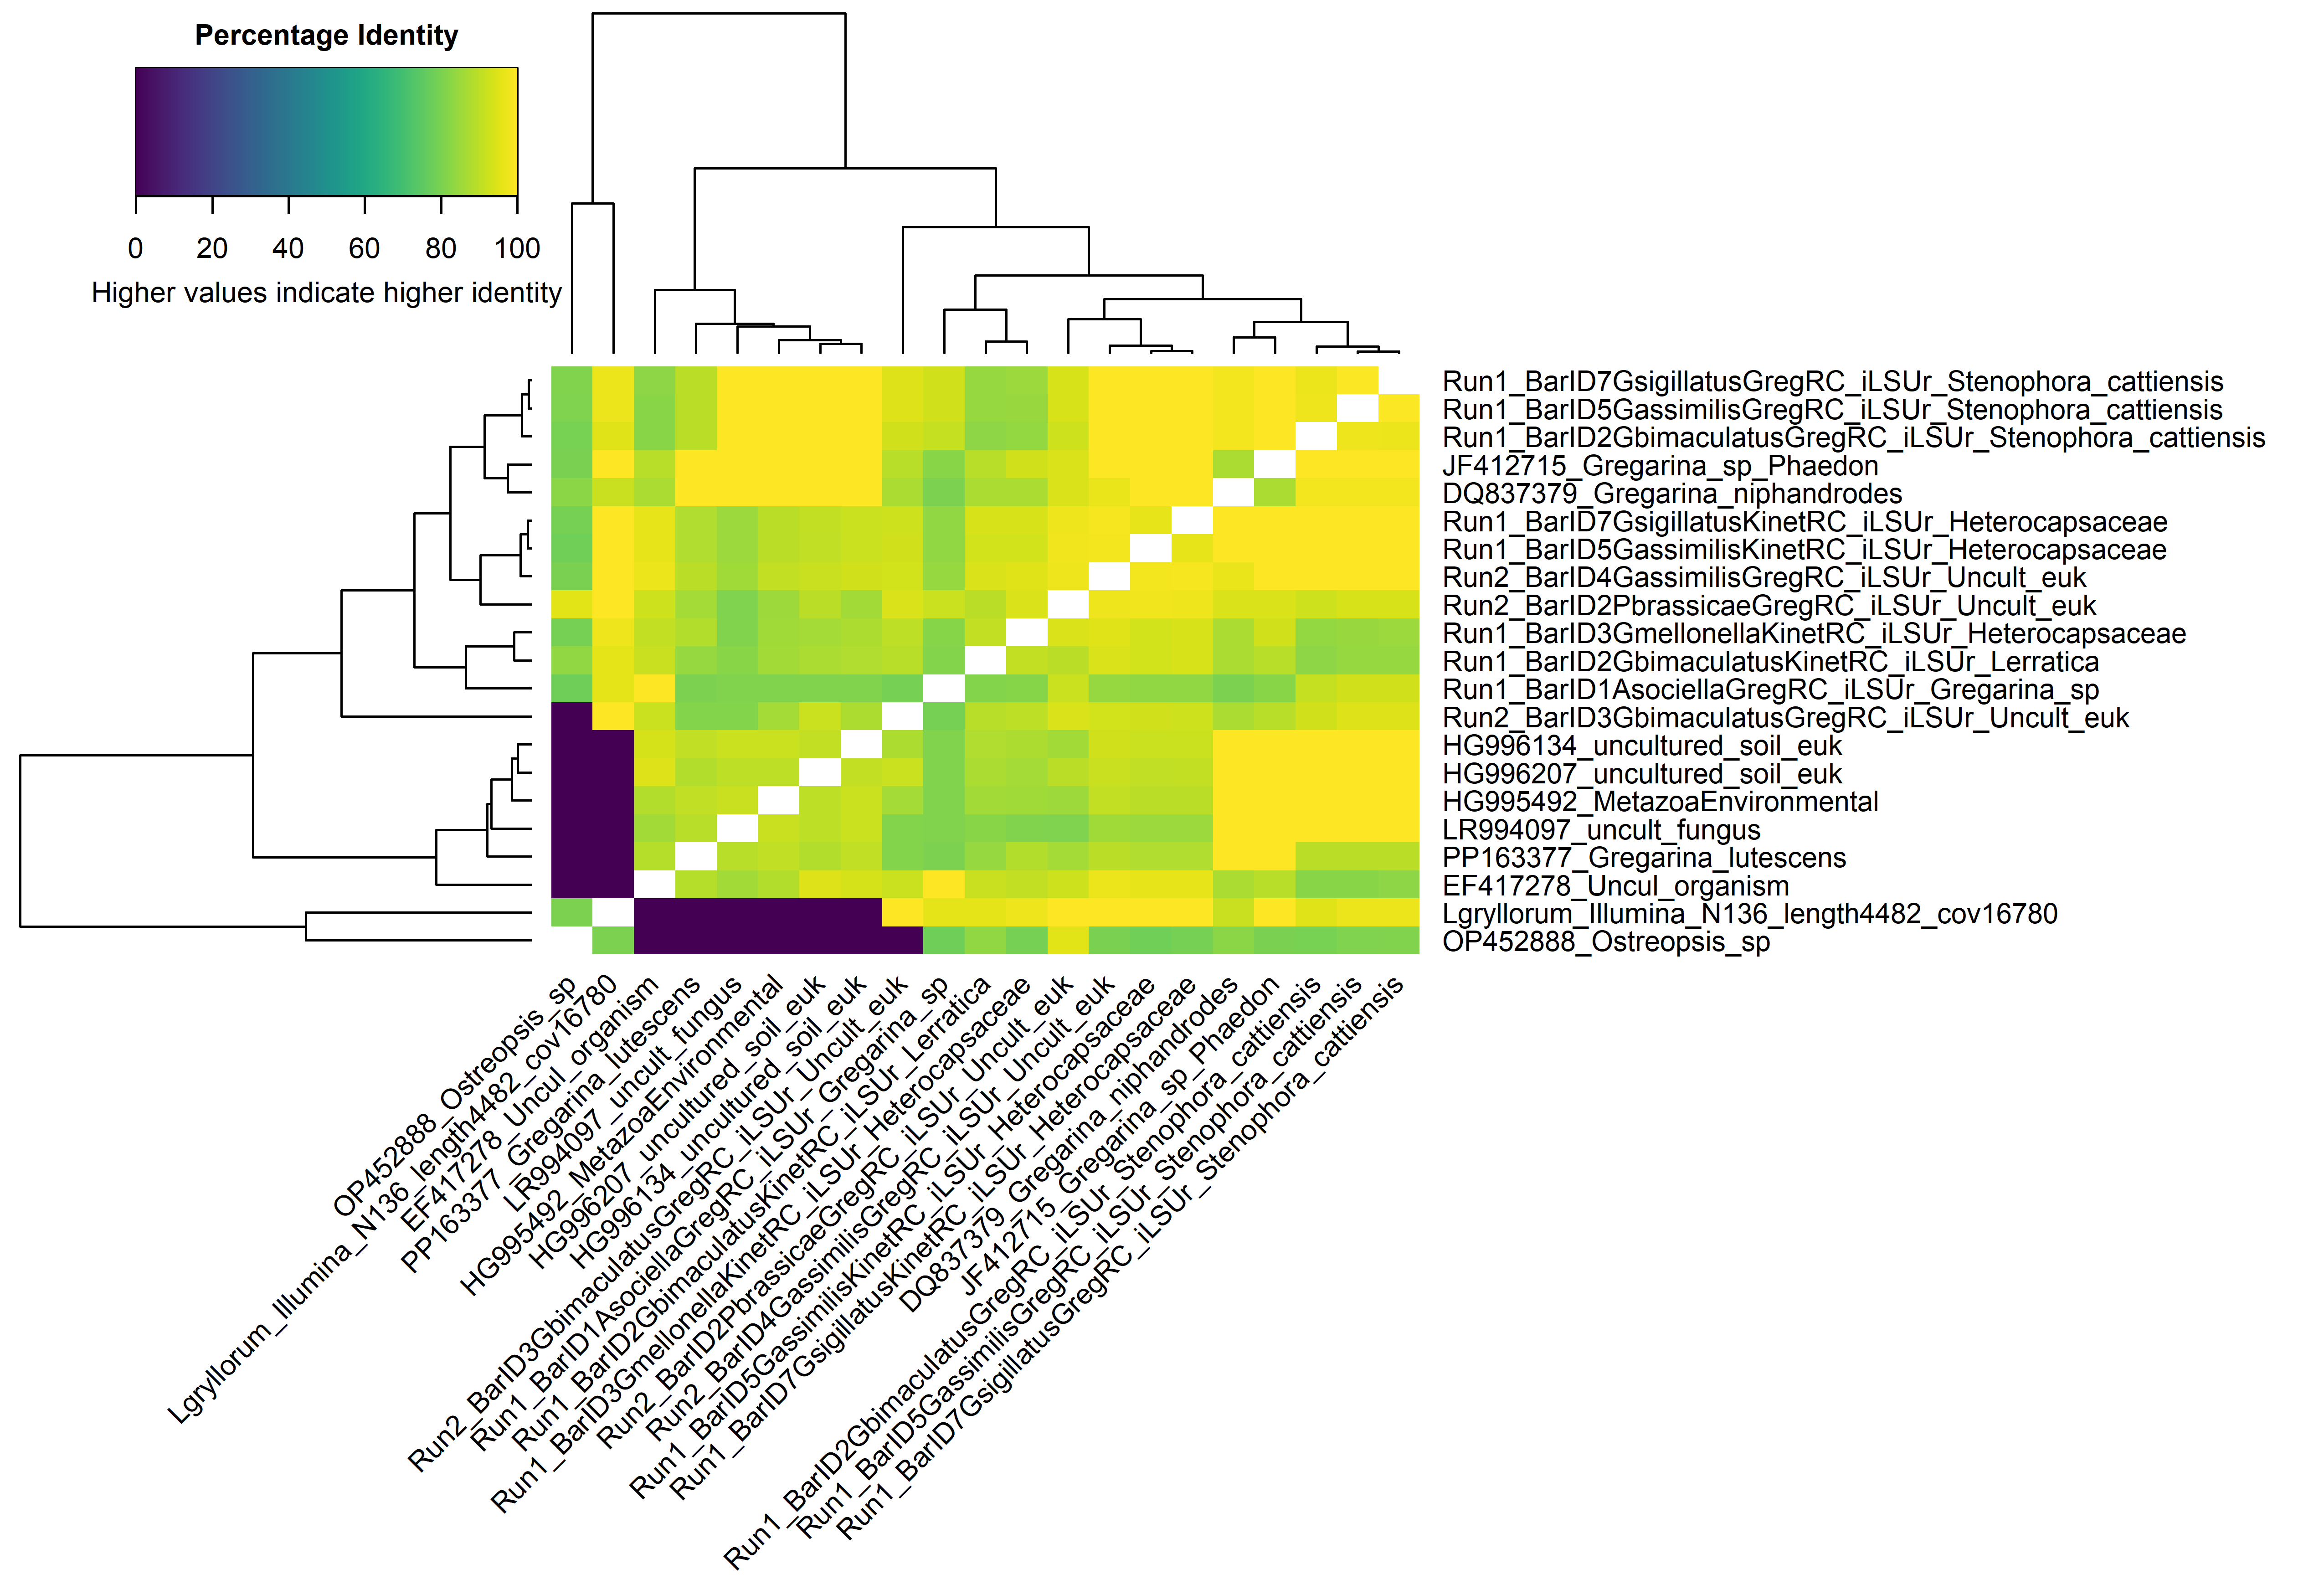 Percentage Identity
0 20 40 60 80 100
Higher values indicate higher identity
Run1_BarID7GsigillatusGregRC_iLSUr_Stenophora_cattiensis
Run1_BarID5GassimilisGregRC_iLSUr_Stenophora_cattiensis
Run1_BarID2GbimaculatusGregRC_iLSUr_Stenophora_cattiensis
JF412715_Gregarina_sp_Phaedon
DQ837379_Gregarina_niphandrodes
Run1_BarID7GsigillatusKinetRC_iLSUr_Heterocapsaceae
Run1_BarID5GassimilisKinetRC_iLSUr_Heterocapsaceae
Run2_BarID4GassimilisGregRC_iLSUr_Uncult_euk
Run2_BarID2PbrassicaeGregRC_iLSUr_Uncult_euk
Run1_BarID3GmellonellaKinetRC_iLSUr_Heterocapsaceae
Run1_BarID2GbimaculatusKinetRC_iLSUr_Lerratica
Run1_BarID1AsociellaGregRC_iLSUr_Gregarina_sp
Run2_BarID3GbimaculatusGregRC_iLSUr_Uncult_euk
HG996134_uncultured_soil_euk
HG996207_uncultured_soil_euk
HG995492_MetazoaEnvironmental
LR994097_uncult_fungus
PP163377_Gregarina_lutescens
EF417278_Uncul_organism
Lgryllorum_Illumina_N136_length4482_cov16780
OP452888_Ostreopsis_sp
OP452888_Ostreopsis_sp
Lgryllorum_Illumina_N136_length4482_cov16780
EF417278_Uncul_organism
PP163377_Gregarina_lutescens
LR994097_uncult_fungus
HG995492_MetazoaEnvironmental
HG996207_uncultured_soil_euk
HG996134_uncultured_soil_euk
Run2_BarID3GbimaculatusGregRC_iLSUr_Uncult_euk
Run1_BarID1AsociellaGregRC_iLSUr_Gregarina_sp
Run1_BarID2GbimaculatusKinetRC_iLSUr_Lerratica
Run1_BarID3GmellonellaKinetRC_iLSUr_Heterocapsaceae
Run2_BarID2PbrassicaeGregRC_iLSUr_Uncult_euk
Run2_BarID4GassimilisGregRC_iLSUr_Uncult_euk
Run1_BarID5GassimilisKinetRC_iLSUr_Heterocapsaceae
Run1_BarID7GsigillatusKinetRC_iLSUr_Heterocapsaceae
DQ837379_Gregarina_niphandrodes
JF412715_Gregarina_sp_Phaedon
Run1_BarID2GbimaculatusGregRC_iLSUr_Stenophora_cattiensis
Run1_BarID5GassimilisGregRC_iLSUr_Stenophora_cattiensis
Run1_BarID7GsigillatusGregRC_iLSUr_Stenophora_cattiensis